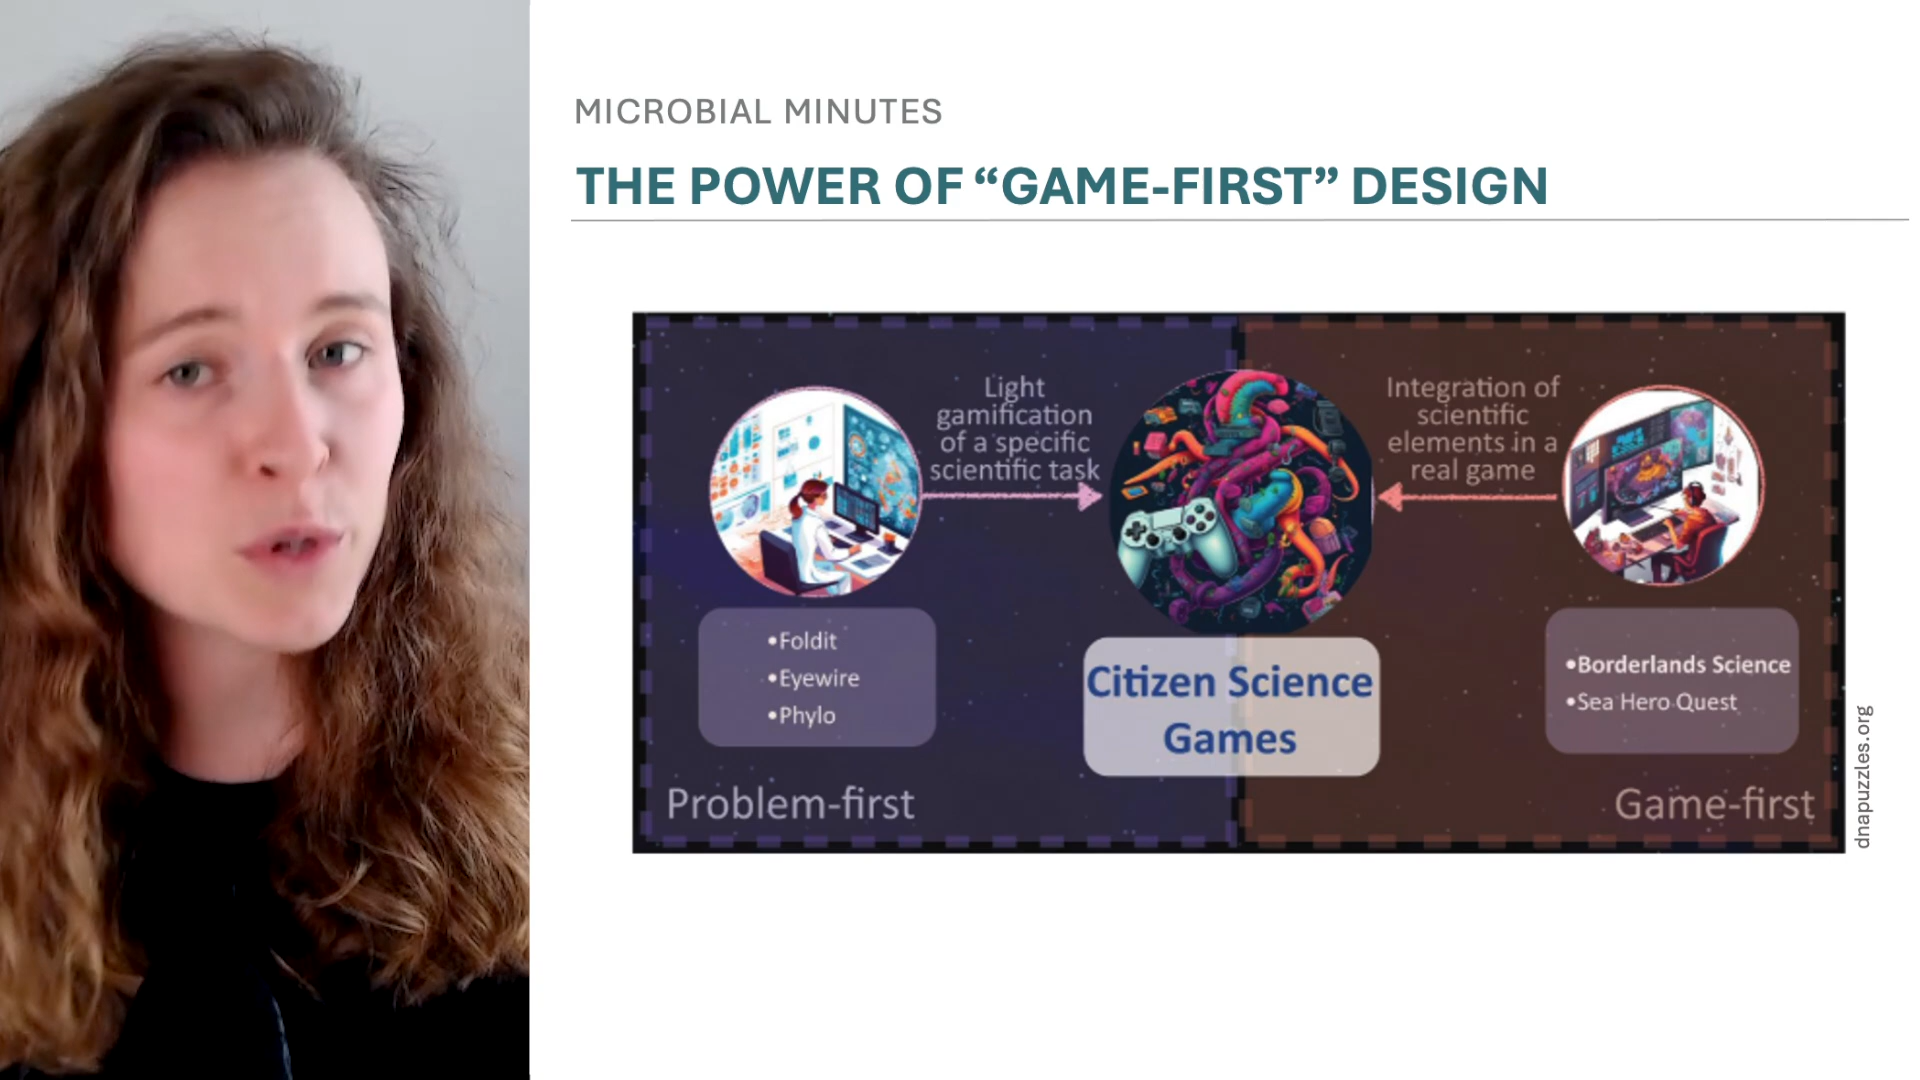 MICROBIAL MINUTES
THE POWER OF “GAME-FIRST” DESIGN
Light
gamification
of a specific
scientific task
Integration of
scientific
elements in a
real game
•Foldit
•Eyewire
•Phylo
Citizen Science
Games
•Borderlands Science
•Sea Hero Quest
Problem-first
Game-first
dnapuzzles.org